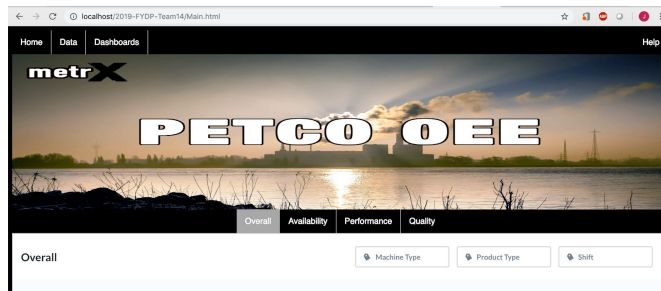 localhost/2019-FYDP-Team14/Main.html
Home Data Dashboards Help
metrX
PETCO OEE
Overall Availability Performance Quality
Overall Machine Type Product Type Shift